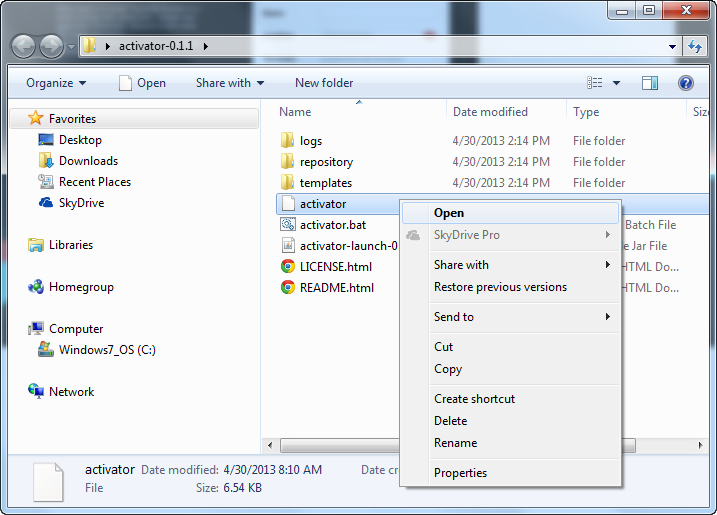 activator-0.1.1
Organize Open Share with New folder
Name Date modified Type Siz
Favorites
Desktop
Downloads
Recent Places
SkyDrive
Libraries
Homegroup
Computer
Windows7_OS (C:)
Network
logs 4/30/2013 2:14 PM File folder
repository 4/30/2013 2:14 PM File folder
templates 4/30/2013 2:14 PM File folder
activator
activator.bat Batch File
activator-launch-0 e Jar File
LICENSE.html HTML Do...
README.html HTML Do...
Open
SkyDrive Pro
Share with
Restore previous versions
Send to
Cut
Copy
Create shortcut
Delete
Rename
Properties
activator Date modified: 4/30/2013 8:10 AM Date cr
File Size: 6.54 KB